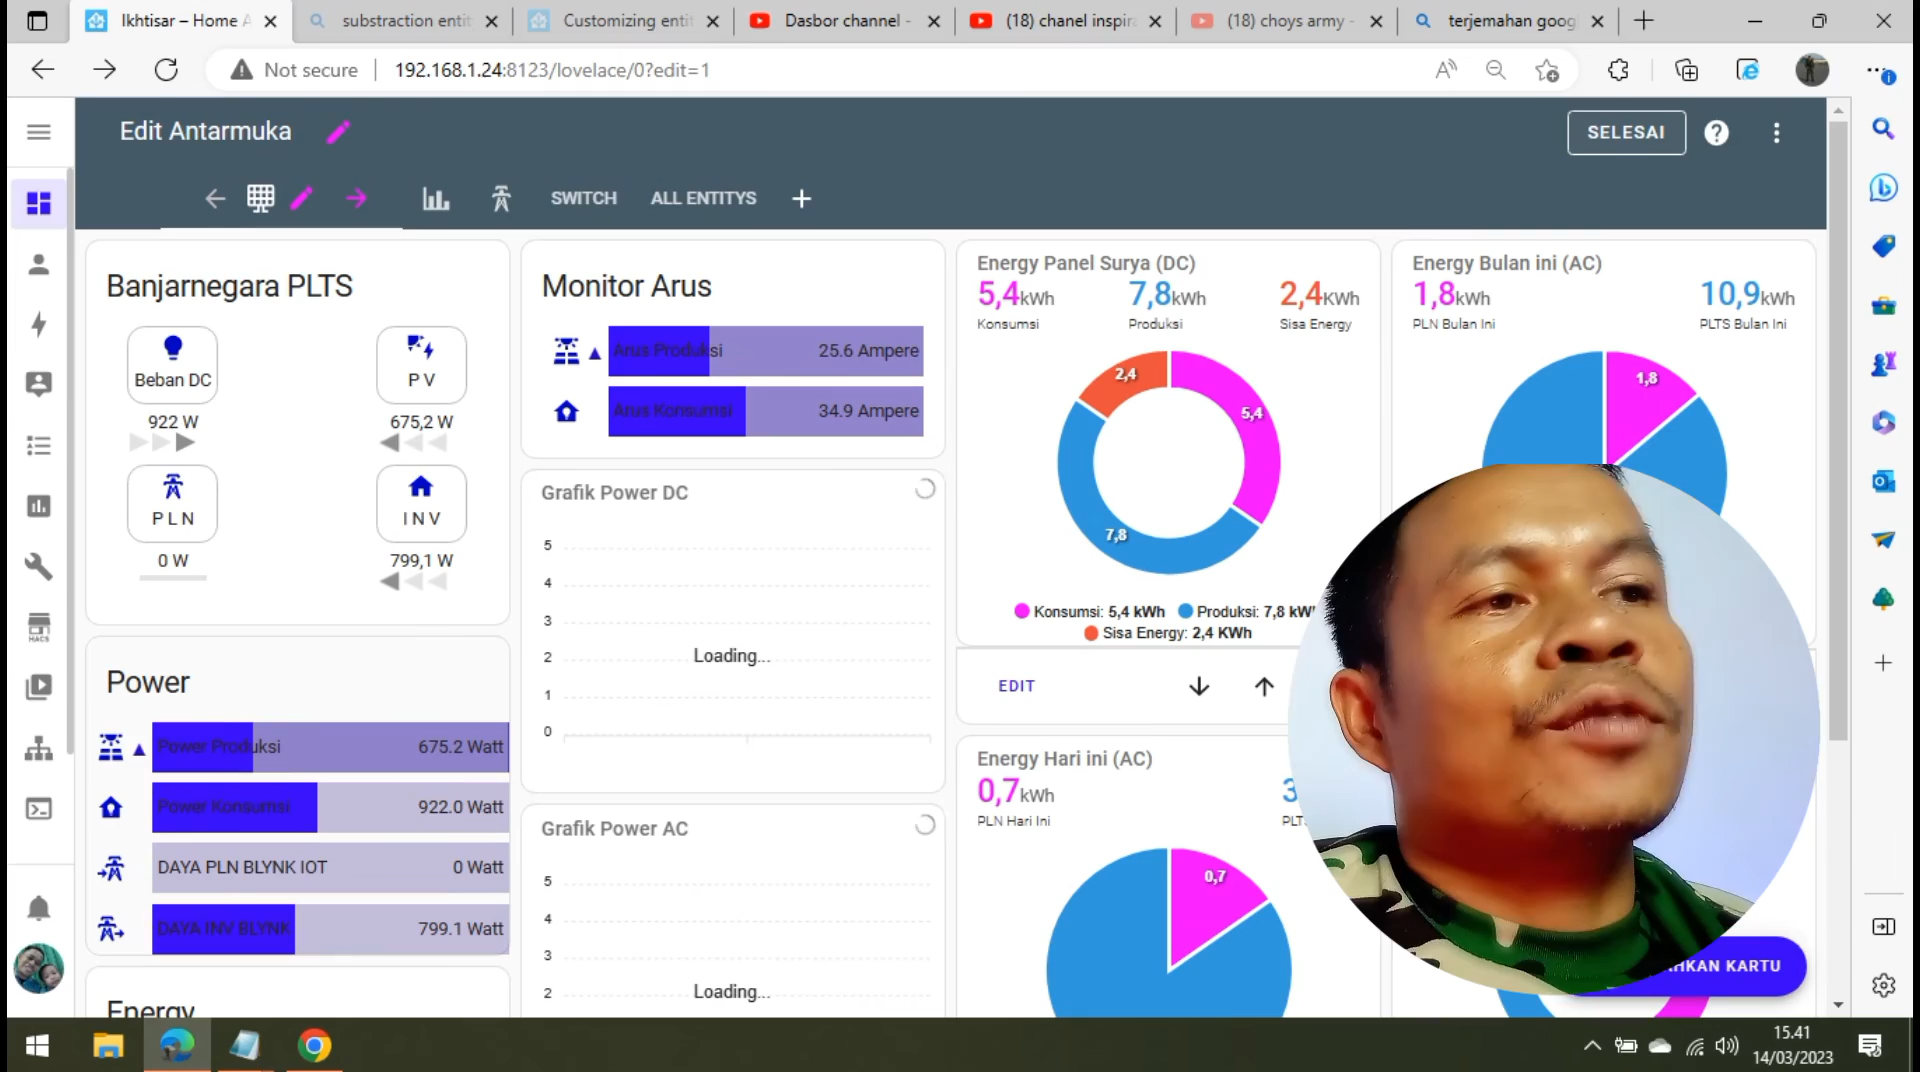 Ikhtisar – Home A
substraction entit
Customizing entit
Dasbor channel -
(18) chanel inspira
(18) choys army -
terjemahan goog
Not secure
192.168.1.24:8123/lovelace/0?edit=1
Edit Antarmuka
SELESAI
SWITCH
ALL ENTITYS
Banjarnegara PLTS
Beban DC
922 W
P V
675,2 W
P L N
0 W
I N V
799,1 W
Power
Power Produksi
675.2 Watt
Power Konsumsi
922.0 Watt
DAYA PLN BLYNK IOT
0 Watt
DAYA INV BLYNK
799.1 Watt
Energy
Monitor Arus
Arus Produksi
25.6 Ampere
Arus Konsumsi
34.9 Ampere
Grafik Power DC
5
4
3
2
1
0
Loading...
Grafik Power AC
5
4
3
2
Loading...
Energy Panel Surya (DC)
5,4kWh
7,8kWh
2,4KWh
Konsumsi
Produksi
Sisa Energy
2,4
5,4
7,8
Konsumsi: 5,4 kWh
Produksi: 7,8 kW
Sisa Energy: 2,4 KWh
EDIT
Energy Hari ini (AC)
0,7kWh
3
PLN Hari Ini
PLT
0,7
Energy Bulan ini (AC)
1,8kWh
10,9kWh
PLN Bulan Ini
PLTS Bulan Ini
1,8
HKAN KARTU
HACS
15.41
14/03/2023